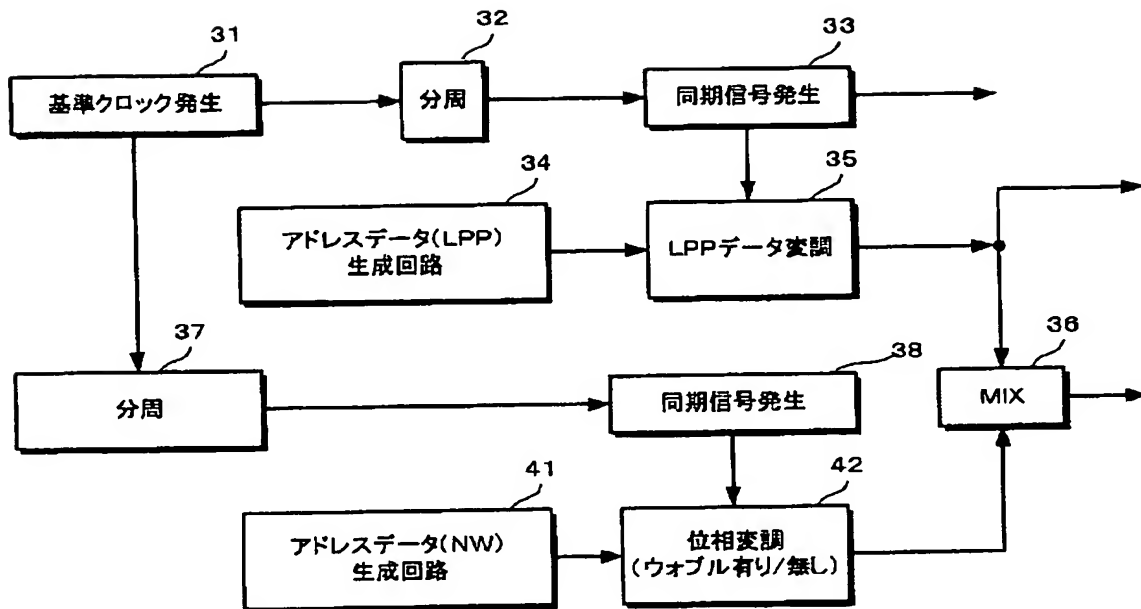 31
基準クロック発生
32
分周
33
同期信号発生
34
アドレスデータ(LPP)
生成回路
35
LPPデータ変調
36
MIX
37
分周
38
同期信号発生
41
アドレスデータ(NW)
生成回路
42
位相変調
(ウォブル有り/無し)